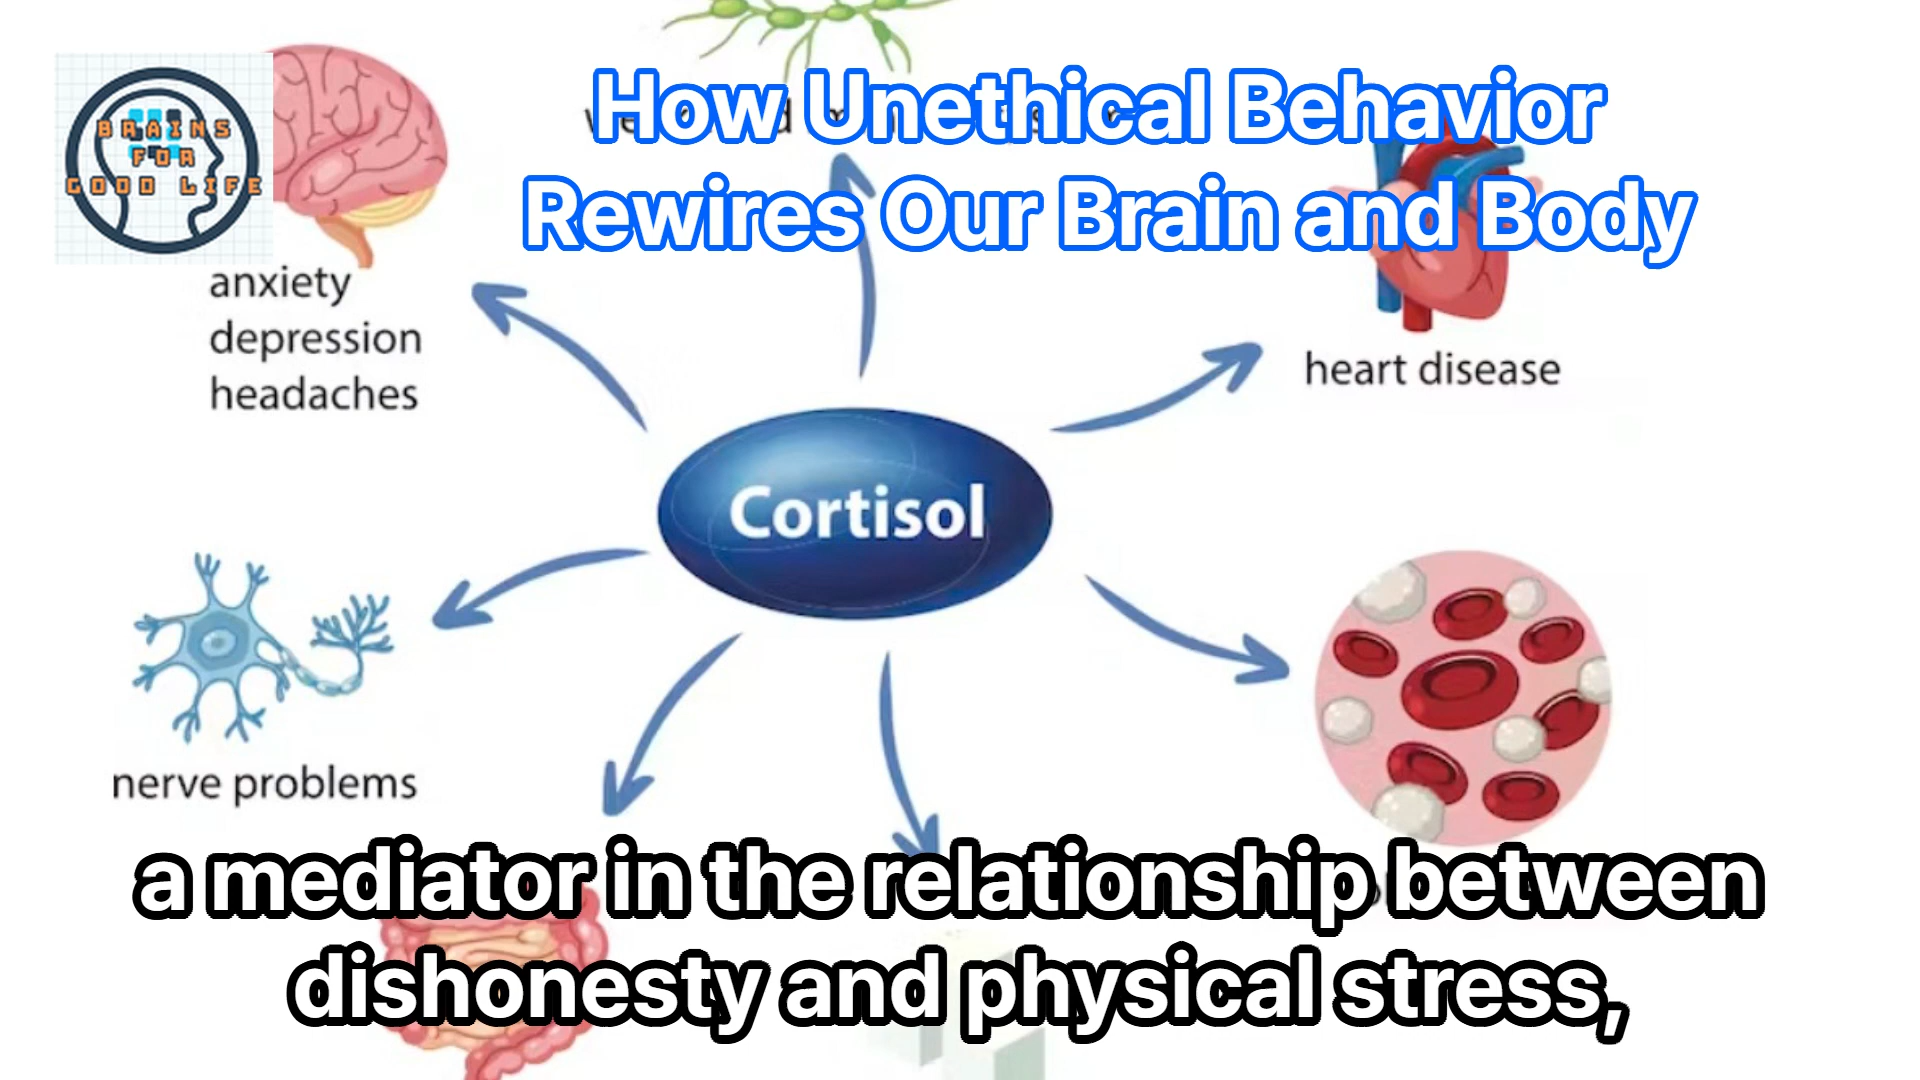 BRAINS
FOR
GOOD LIFE
How Unethical Behavior
Rewires Our Brain and Body
anxiety
depression
headaches
heart disease
Cortisol
nerve problems
a mediator in the relationship between
dishonesty and physical stress,